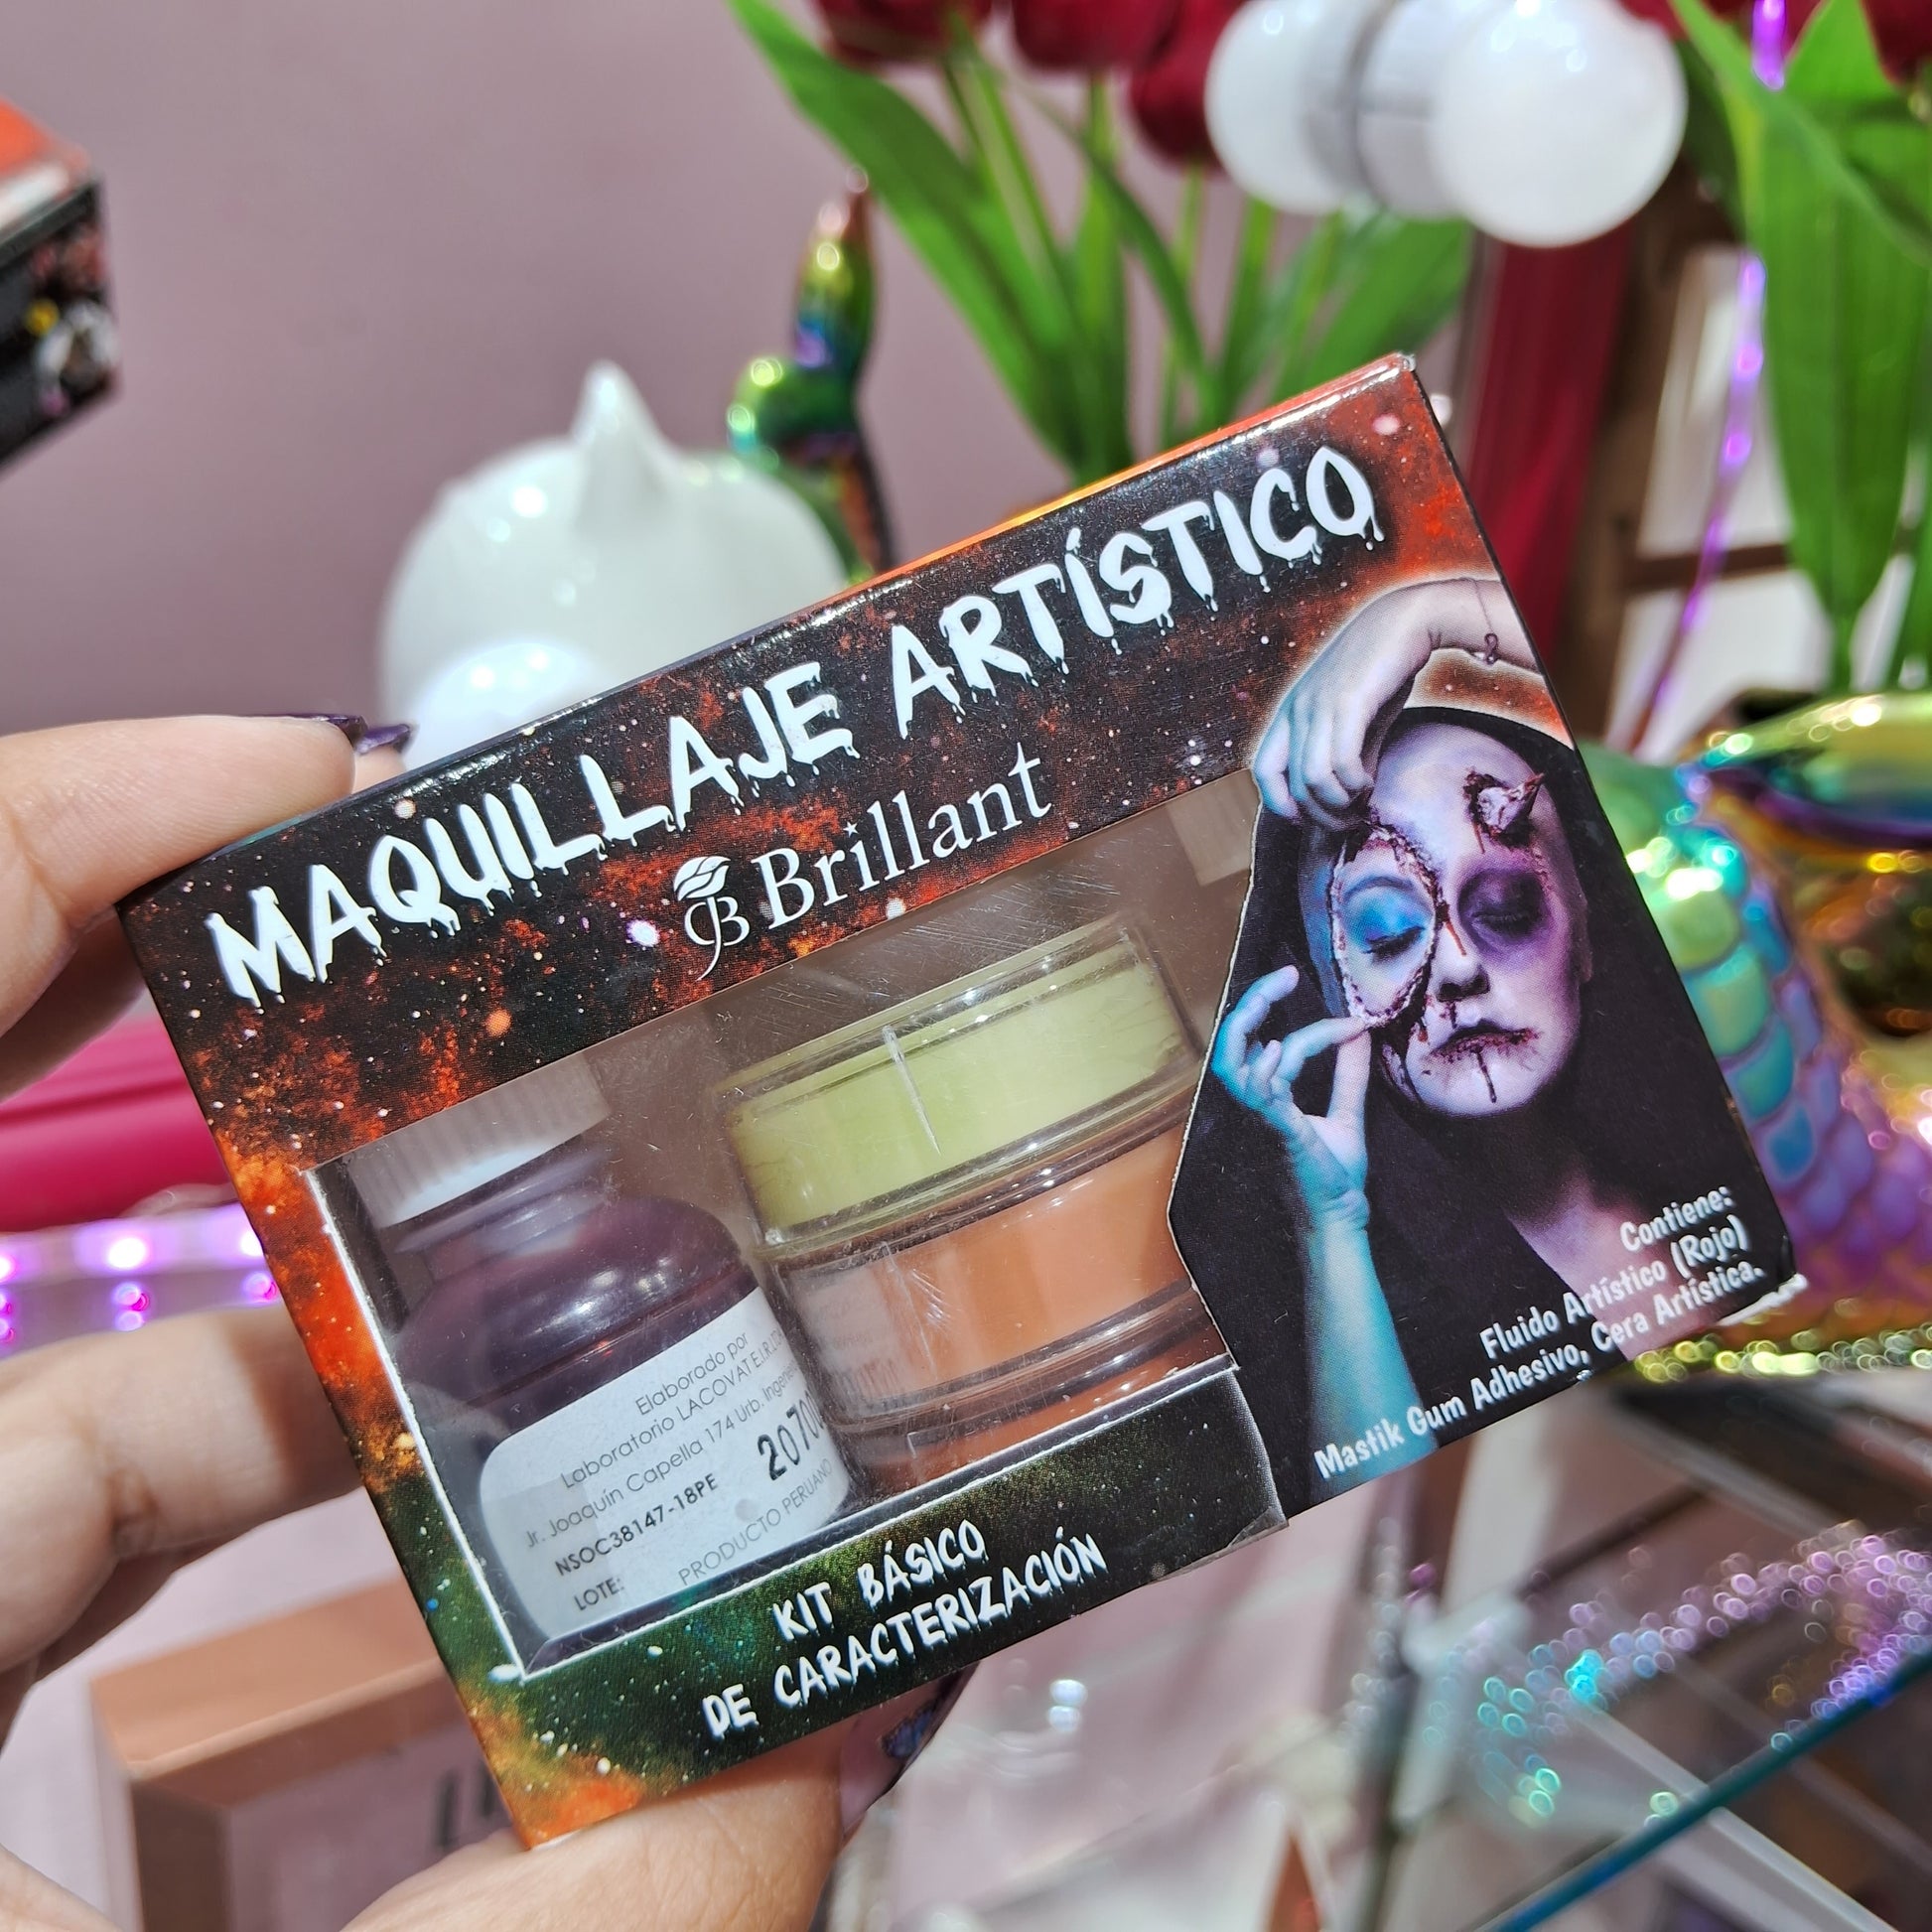 MAQUILLAJE ARTÍSTICO
Brillant
Elaborado por
Laboratorio LACOVAT E.I.R.L
Jr. Joaquín Capella 174 Urb.
NSOC38147-18PE
LOTE:
PRODUCTO PERUANO
Contiene:
Fluido Artístico (Rojo)
Mastik Gum Adhesivo, Cera Artística.
KIT BÁSICO
DE CARACTERIZACIÓN